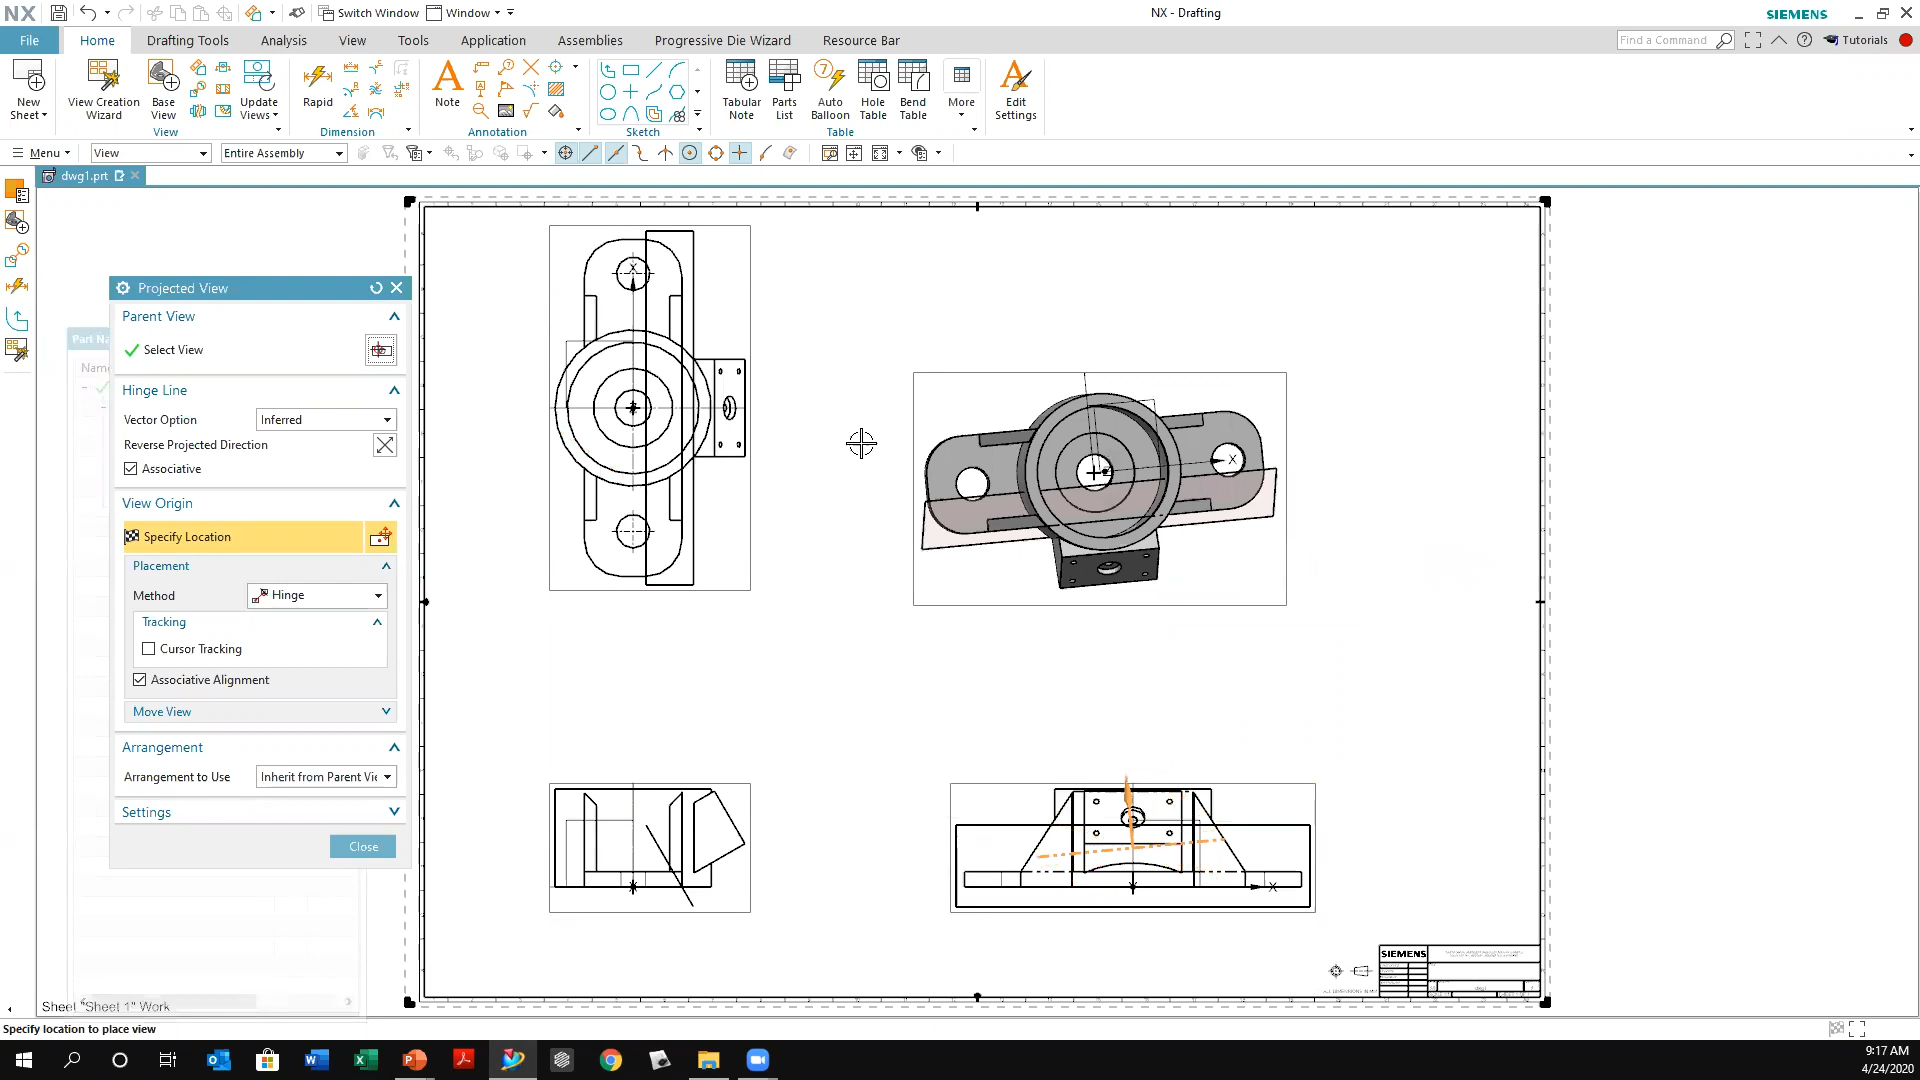 NX
Switch Window
Window
NX - Drafting
SIEMENS
File
Home
Drafting Tools
Analysis
View
Tools
Application
Assemblies
Progressive Die Wizard
Resource Bar
Find a Command
Tutorials
New
Sheet
View Creation
Wizard
Base
View
Update
Views
View
Rapid
Dimension
A
Note
Annotation
Sketch
Tabular
Note
Parts
List
7
Auto
Balloon
Hole
Table
Bend
Table
More
Table
A
Edit
Settings
Menu
View
Entire Assembly
dwg1.prt
Projected View
Parent View
Select View
Hinge Line
Vector Option
Inferred
Reverse Projected Direction
Associative
View Origin
Specify Location
Placement
Method
Hinge
Tracking
Cursor Tracking
Associative Alignment
Move View
Arrangement
Arrangement to Use
Inherit from Parent Vie
Settings
Close
Part Na
Name
X
X
X
SIEMENS
Sheet "Sheet 1" Work
Specify location to place view
9:17 AM
4/24/2020